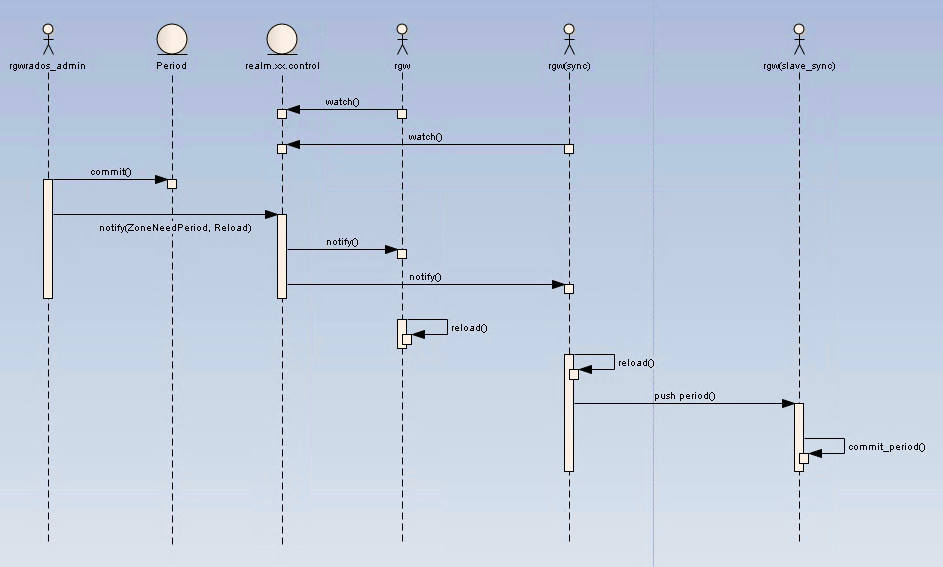 rgwrados_admin
Period
realm.xx.control
rgw
rgw(sync)
rgw(slave_sync)
watch()
watch()
commit()
notify(ZoneNeedPeriod, Reload)
notify()
notify()
reload()
reload()
push period()
commit_period()